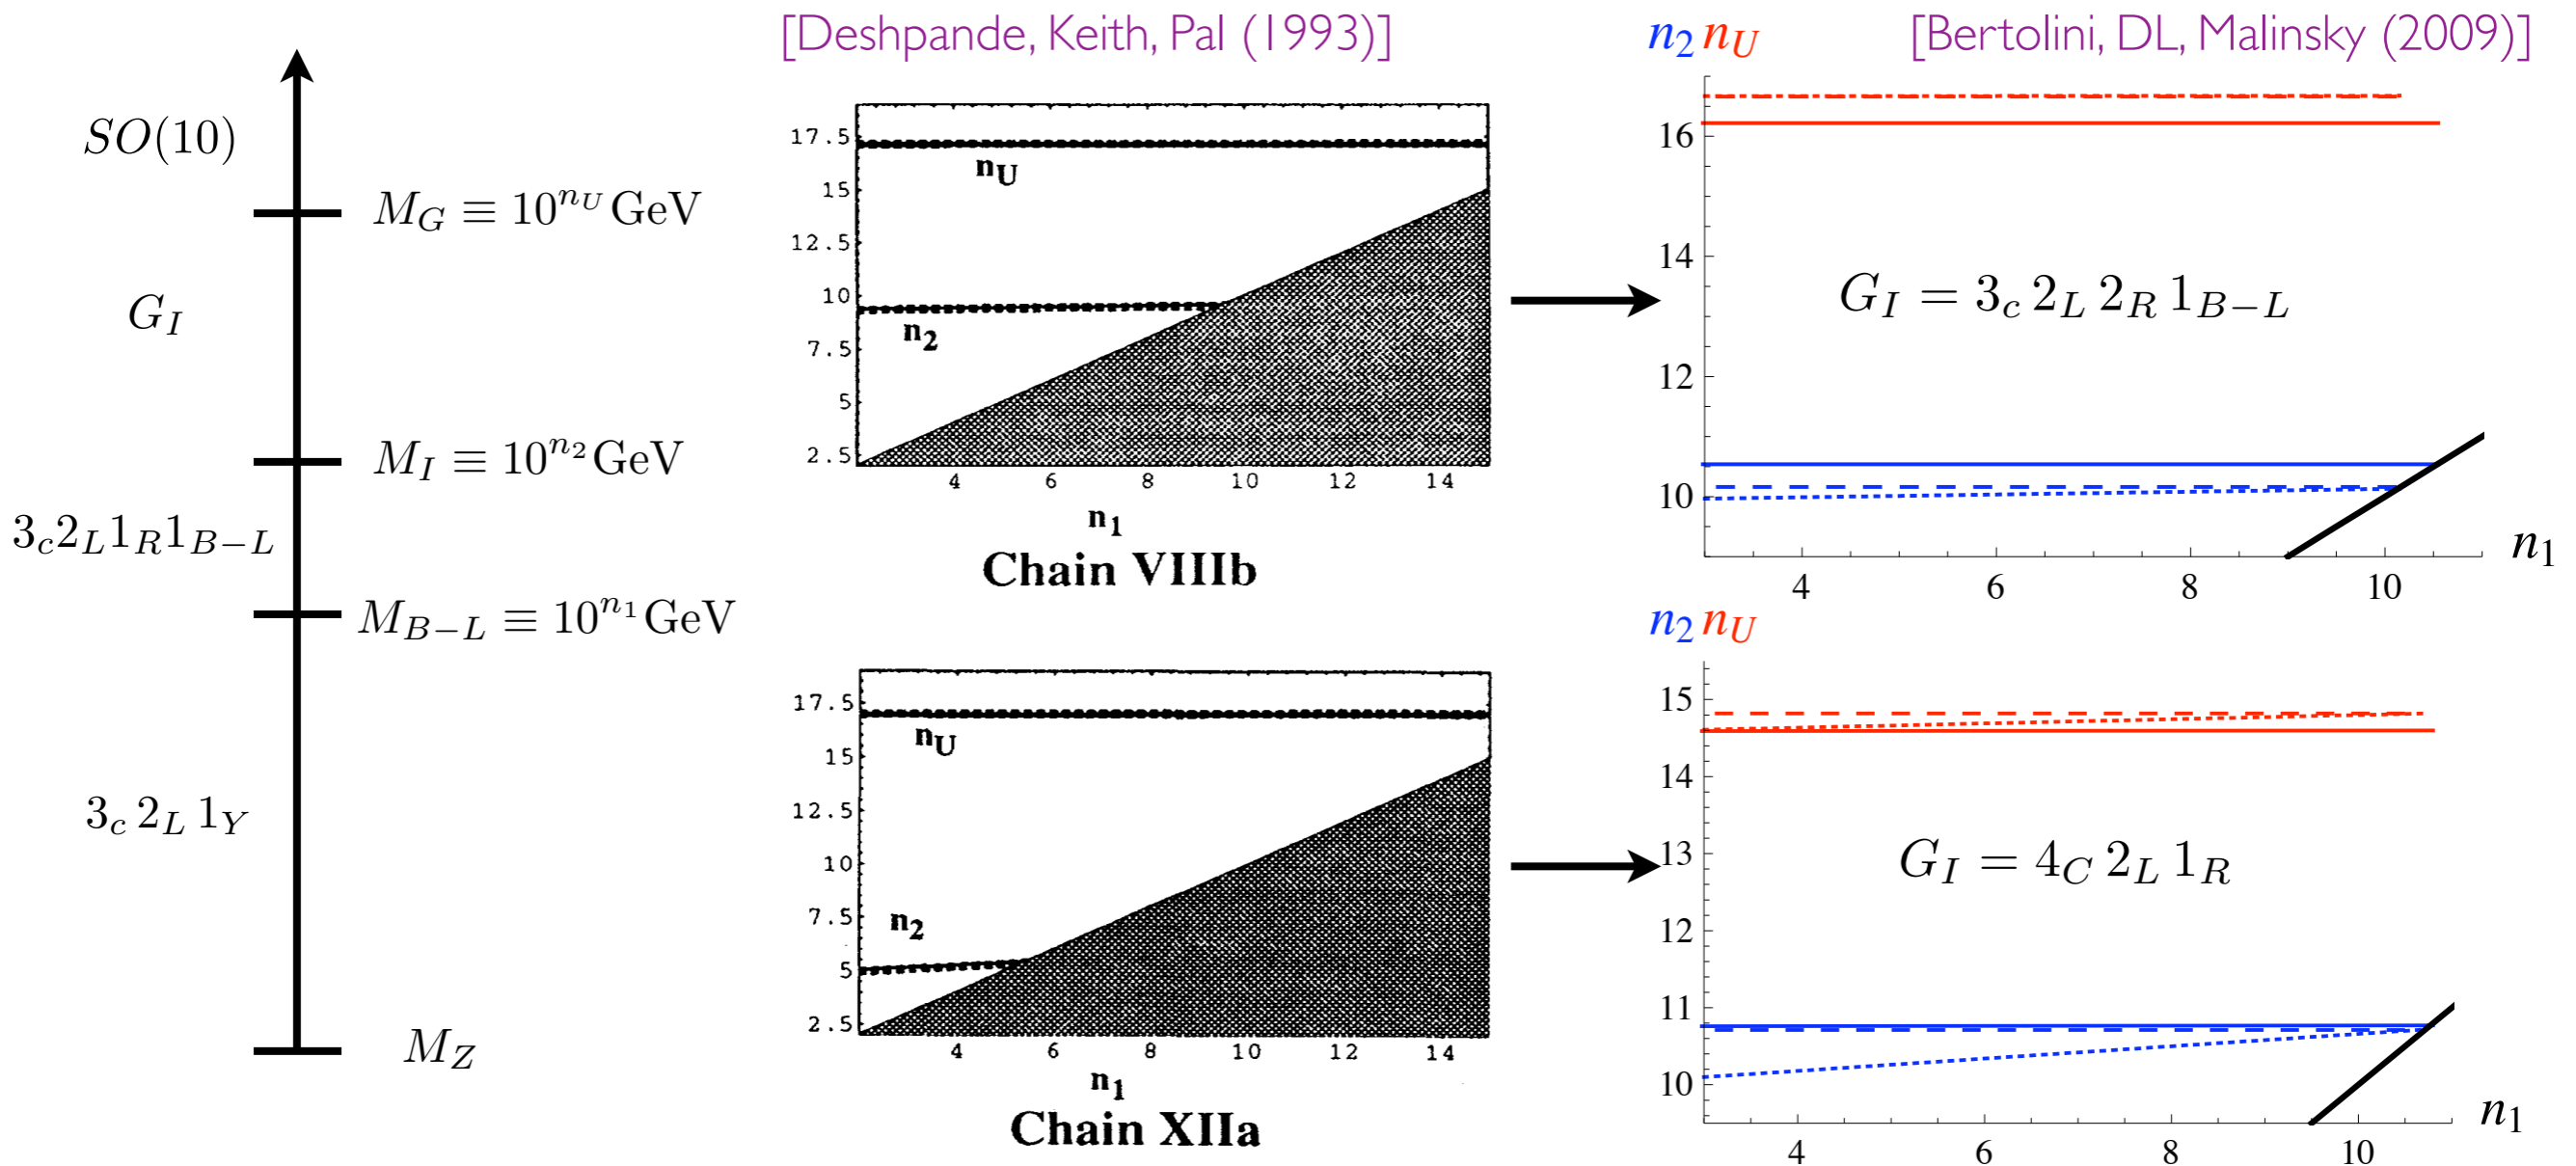 [Deshpande, Keith, Pal (1993)]
[Bertolini, DL, Malinsky (2009)]
SO(10)
M_G ≡ 10^{n_U} GeV
G_I
M_I ≡ 10^{n_2} GeV
3_c 2_L 1_R 1_{B−L}
M_{B−L} ≡ 10^{n_1} GeV
3_c 2_L 1_Y
M_Z
17.5
15
12.5
10
7.5
5
2.5
n_U
n_2
4 6 8 10 12 14
n_1
Chain VIIIb
17.5
15
12.5
10
7.5
5
2.5
n_U
n_2
4 6 8 10 12 14
n_1
Chain XIIa
n_2 n_U
16
14
12
10
G_I = 3_c 2_L 2_R 1_{B−L}
4 6 8 10
n_1
n_2 n_U
15
14
13
12
11
10
G_I = 4_C 2_L 1_R
4 6 8 10
n_1